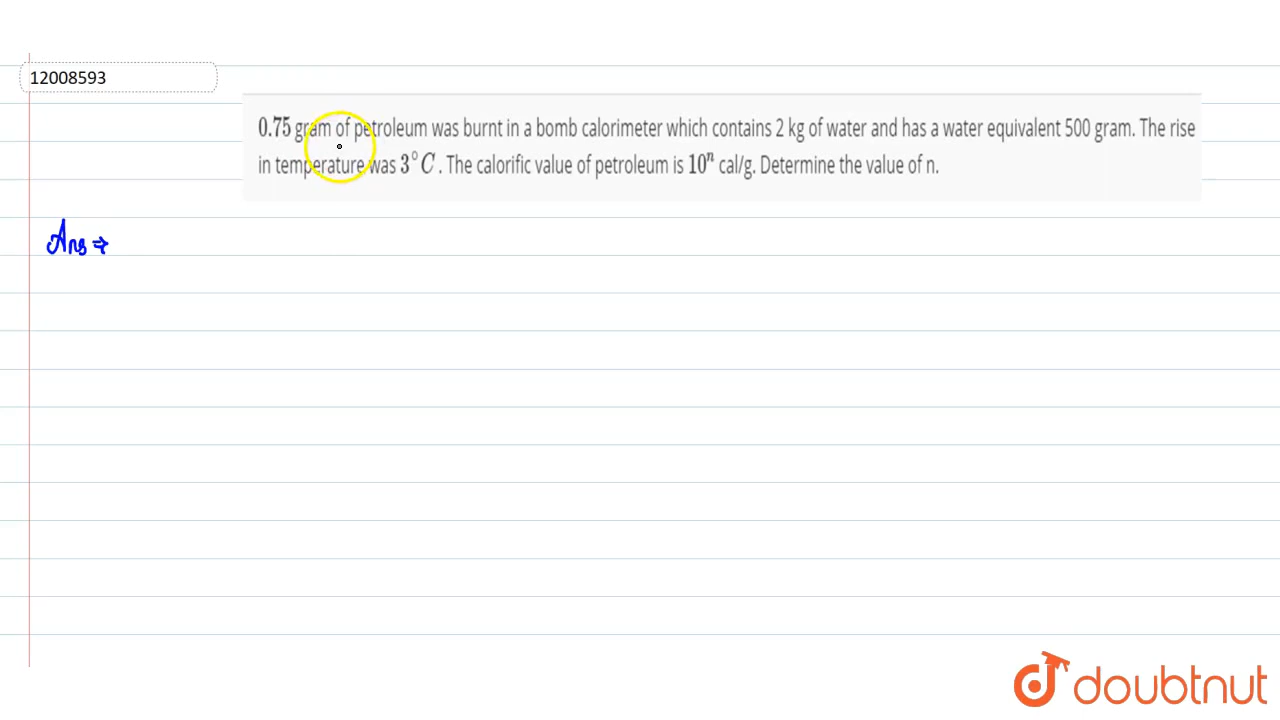 12008593
0.75 gram of petroleum was burnt in a bomb calorimeter which contains 2 kg of water and has a water equivalent 500 gram. The rise
in temperature was 3°C. The calorific value of petroleum is 10ⁿ cal/g. Determine the value of n.
Ans ⇒
doubtnut